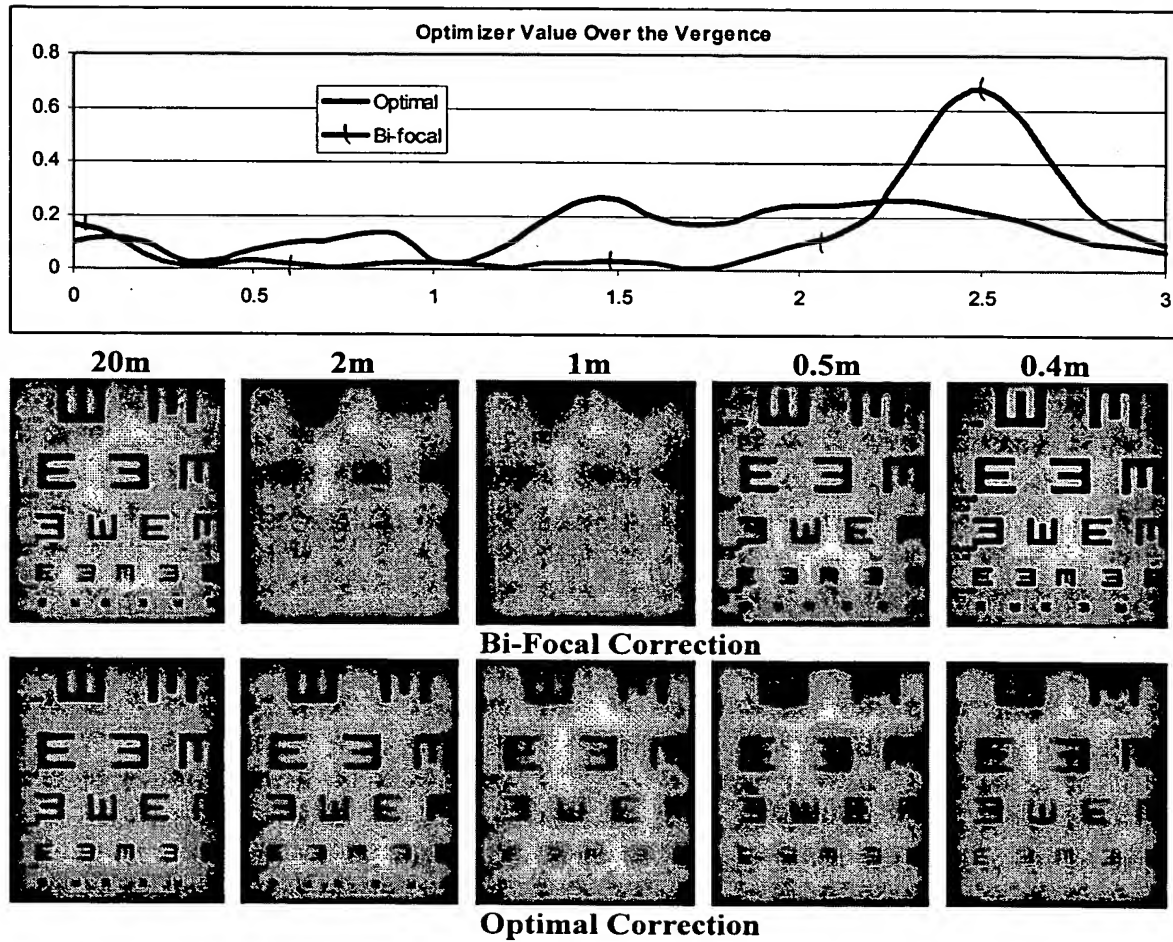 Optimizer Value Over the Vergence
0.8
0.6
0.4
0.2
0
Optimal
Bi-focal
0 0.5 1 1.5 2 2.5 3
20m 2m 1m 0.5m 0.4m
Bi-Focal Correction
Optimal Correction